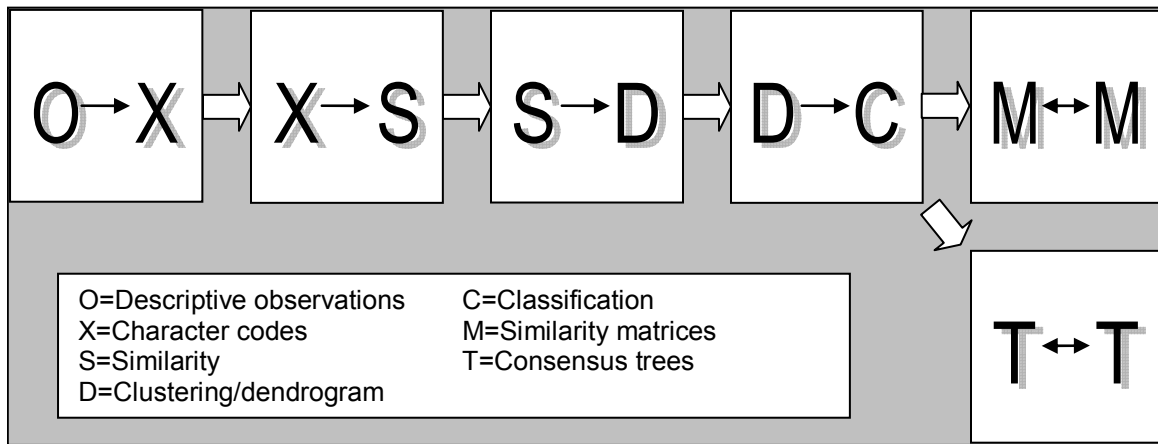 O→X X→S S→D D→C M↔M
T↔T
O=Descriptive observations C=Classification
X=Character codes M=Similarity matrices
S=Similarity T=Consensus trees
D=Clustering/dendrogram